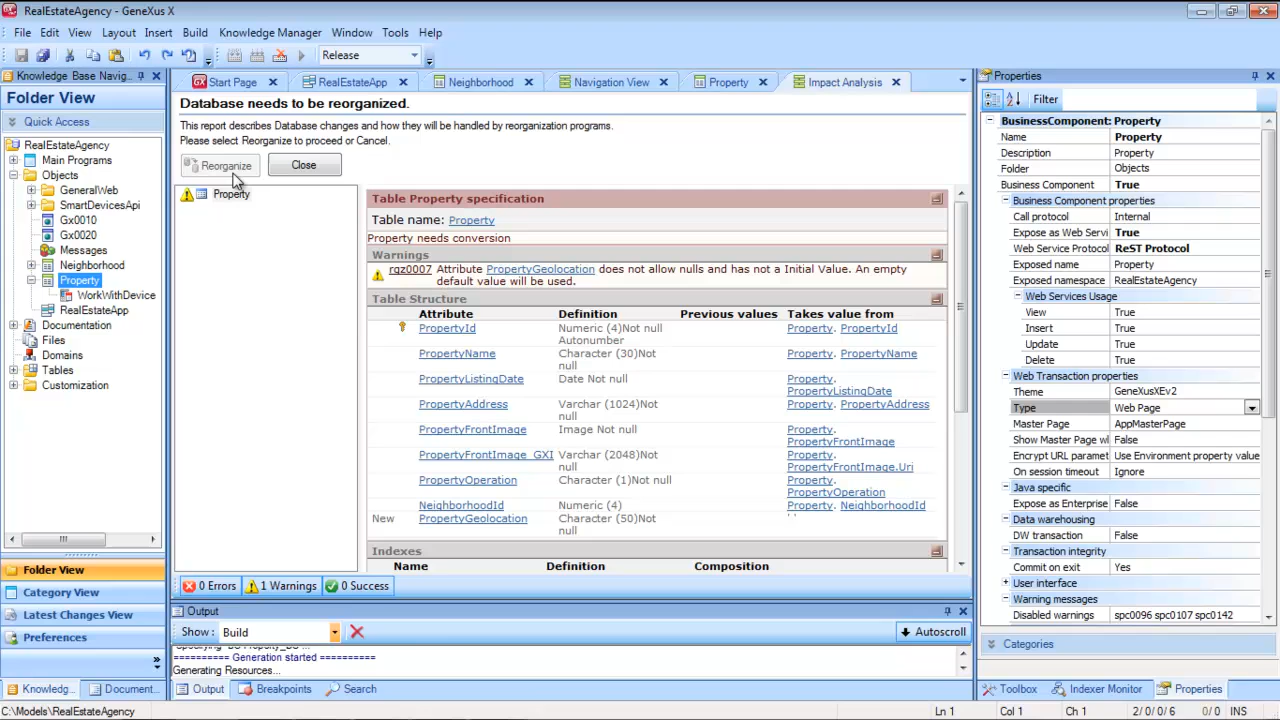 RealEstateAgency - GeneXus X
File Edit View Layout Insert Build Knowledge Manager Window Tools Help
Release
Knowledge Base Navig...
Folder View
Quick Access
RealEstateAgency
Main Programs
Objects
GeneralWeb
SmartDevicesApi
Gx0010
Gx0020
Messages
Neighborhood
Property
WorkWithDevice
RealEstateApp
Documentation
Files
Domains
Tables
Customization
Folder View
Category View
Latest Changes View
Preferences
Knowledg... Document...
Start Page RealEstateApp Neighborhood Navigation View Property Impact Analysis
Database needs to be reorganized.
This report describes Database changes and how they will be handled by reorganization programs.
Please select Reorganize to proceed or Cancel.
Reorganize Close
Property
Table Property specification
Table name: Property
Property needs conversion
Warnings
rgz0007 Attribute PropertyGeolocation does not allow nulls and has not a Initial Value. An empty
default value will be used.
Table Structure
Attribute Definition Previous values Takes value from
PropertyId Numeric (4)Not null Property. PropertyId
Autonumber
PropertyName Character (30)Not Property. PropertyName
null
PropertyListingDate Date Not null Property.
PropertyListingDate
PropertyAddress Varchar (1024)Not Property. PropertyAddress
null
PropertyFrontImage Image Not null Property.
PropertyFrontImage
PropertyFrontImage_GXI Varchar (2048)Not Property.
null PropertyFrontImage.Uri
PropertyOperation Character (1)Not null Property.
PropertyOperation
NeighborhoodId Numeric (4) Property. NeighborhoodId
New PropertyGeolocation Character (50)Not
null
Indexes
Name Definition Composition
0 Errors 1 Warnings 0 Success
Output
Show: Build Autoscroll
========== Generation started ==========
Generating Resources...
Output Breakpoints Search
Properties
Filter
BusinessComponent: Property
Name Property
Description Property
Folder Objects
Business Component True
Business Component properties
Call protocol Internal
Expose as Web Servi True
Web Service Protocol ReST Protocol
Exposed name Property
Exposed namespace RealEstateAgency
Web Services Usage
View True
Insert True
Update True
Delete True
Web Transaction properties
Theme GeneXusXEv2
Type Web Page
Master Page AppMasterPage
Show Master Page wl False
Encrypt URL paramet Use Environment property value
On session timeout Ignore
Java specific
Expose as Enterprise False
Data warehousing
DW transaction False
Transaction integrity
Commit on exit Yes
User interface
Warning messages
Disabled warnings spc0096 spc0107 spc0142
Categories
Toolbox Indexer Monitor Properties
C:\Models\RealEstateAgency Ln 1 Col 1 Ch 1 2/ 0/ 0/ 6 0/ 0 INS